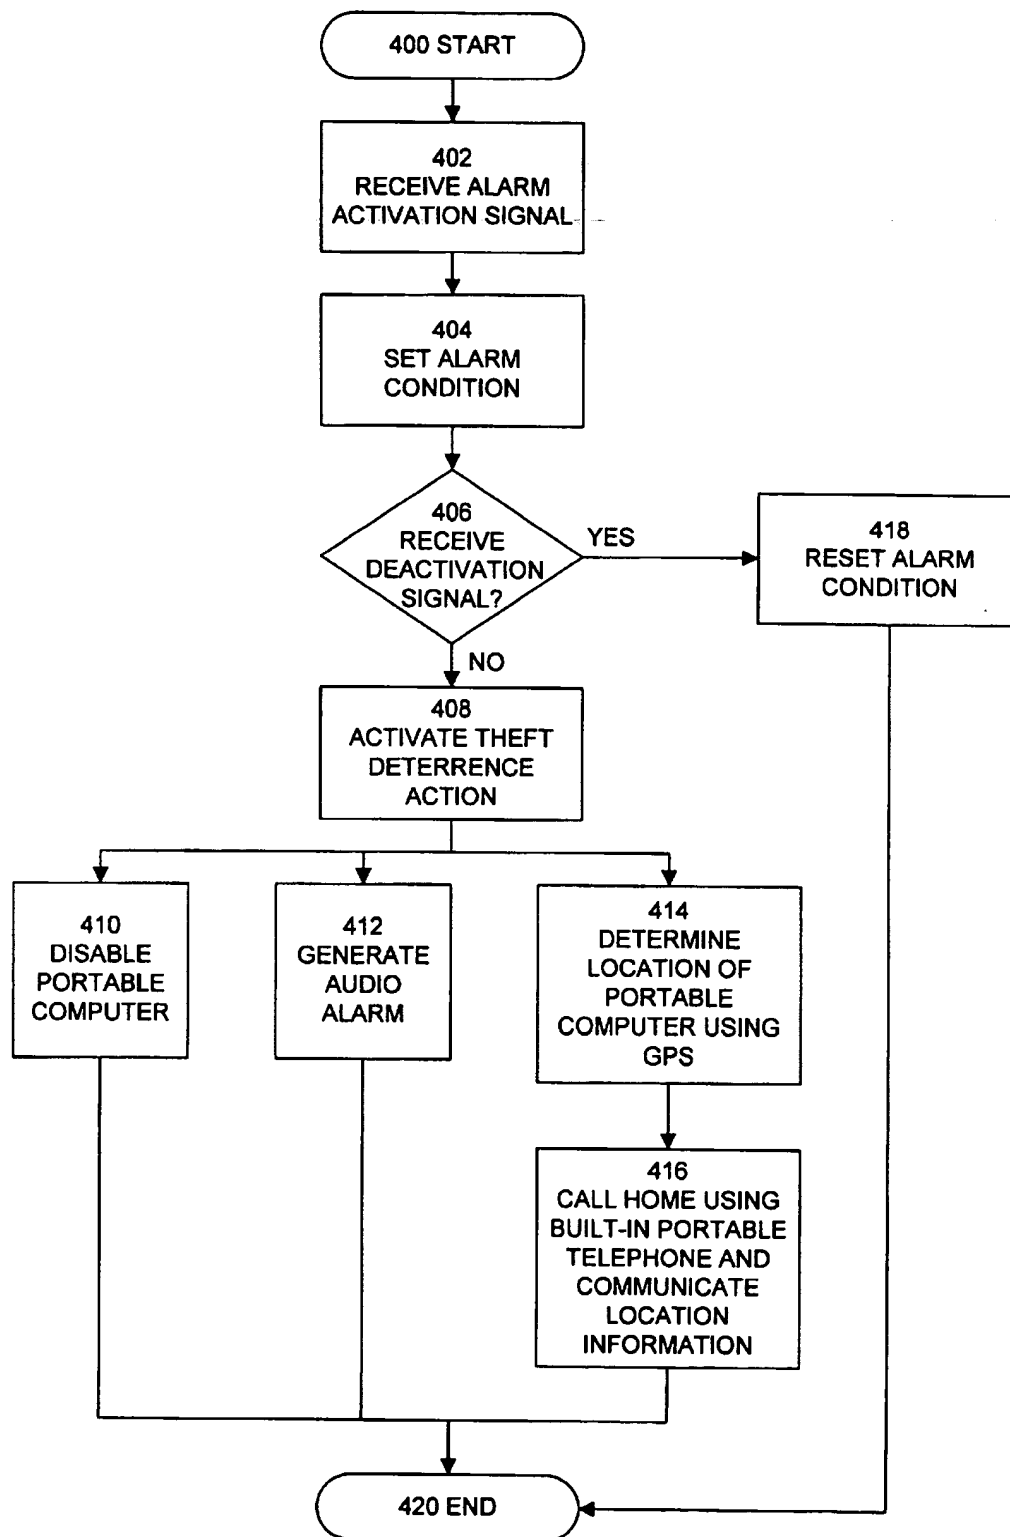 400 START
402
RECEIVE ALARM
ACTIVATION SIGNAL
404
SET ALARM
CONDITION
406
RECEIVE
DEACTIVATION
SIGNAL?
YES
418
RESET ALARM
CONDITION
NO
408
ACTIVATE THEFT
DETERRENCE
ACTION
410
DISABLE
PORTABLE
COMPUTER
412
GENERATE
AUDIO
ALARM
414
DETERMINE
LOCATION OF
PORTABLE
COMPUTER USING
GPS
416
CALL HOME USING
BUILT-IN PORTABLE
TELEPHONE AND
COMMUNICATE
LOCATION
INFORMATION
420 END